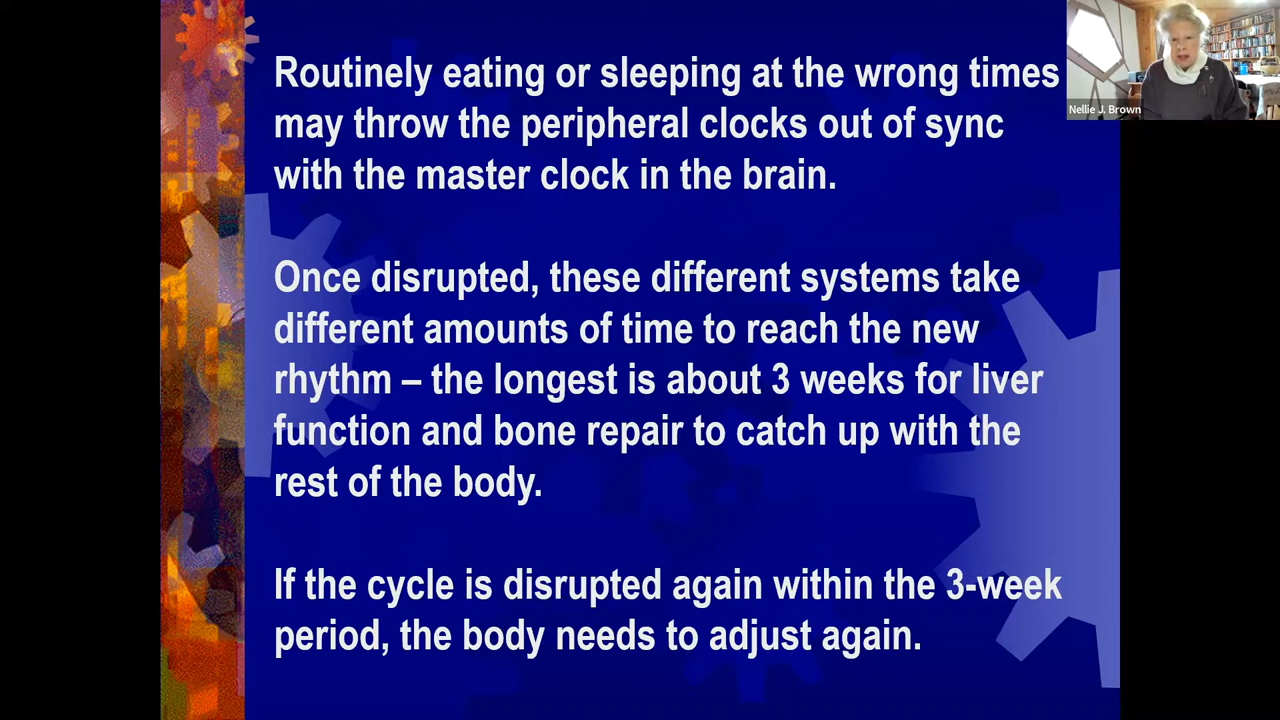 Routinely eating or sleeping at the wrong times
may throw the peripheral clocks out of sync
with the master clock in the brain.
Once disrupted, these different systems take
different amounts of time to reach the new
rhythm – the longest is about 3 weeks for liver
function and bone repair to catch up with the
rest of the body.
If the cycle is disrupted again within the 3-week
period, the body needs to adjust again.
Nellie J. Brown